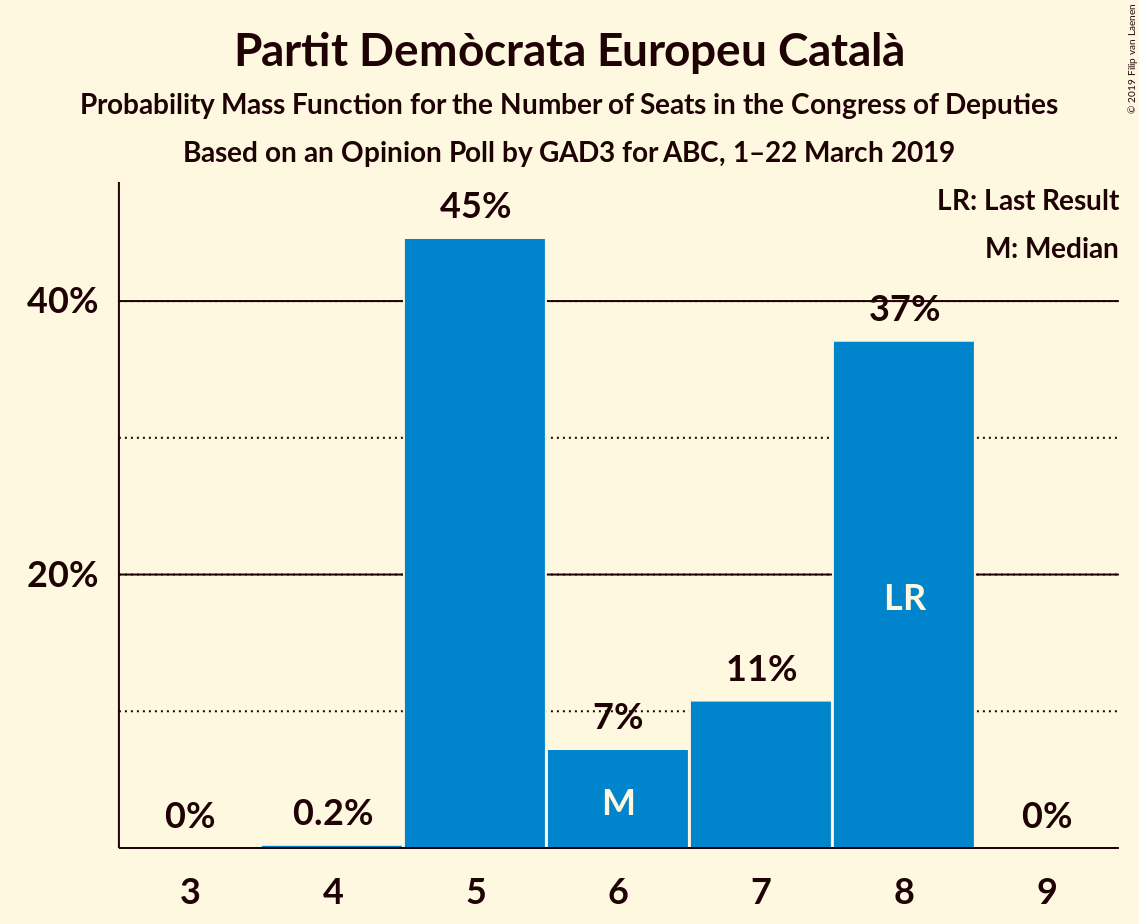 Partit Demòcrata Europeu Català
Probability Mass Function for the Number of Seats in the Congress of Deputies
Based on an Opinion Poll by GAD3 for ABC, 1–22 March 2019
© 2019 Filip van Laenen
LR: Last Result
M: Median
45%
40%
37%
20%
LR
11%
7%
M
0%
0.2%
0%
3 4 5 6 7 8 9